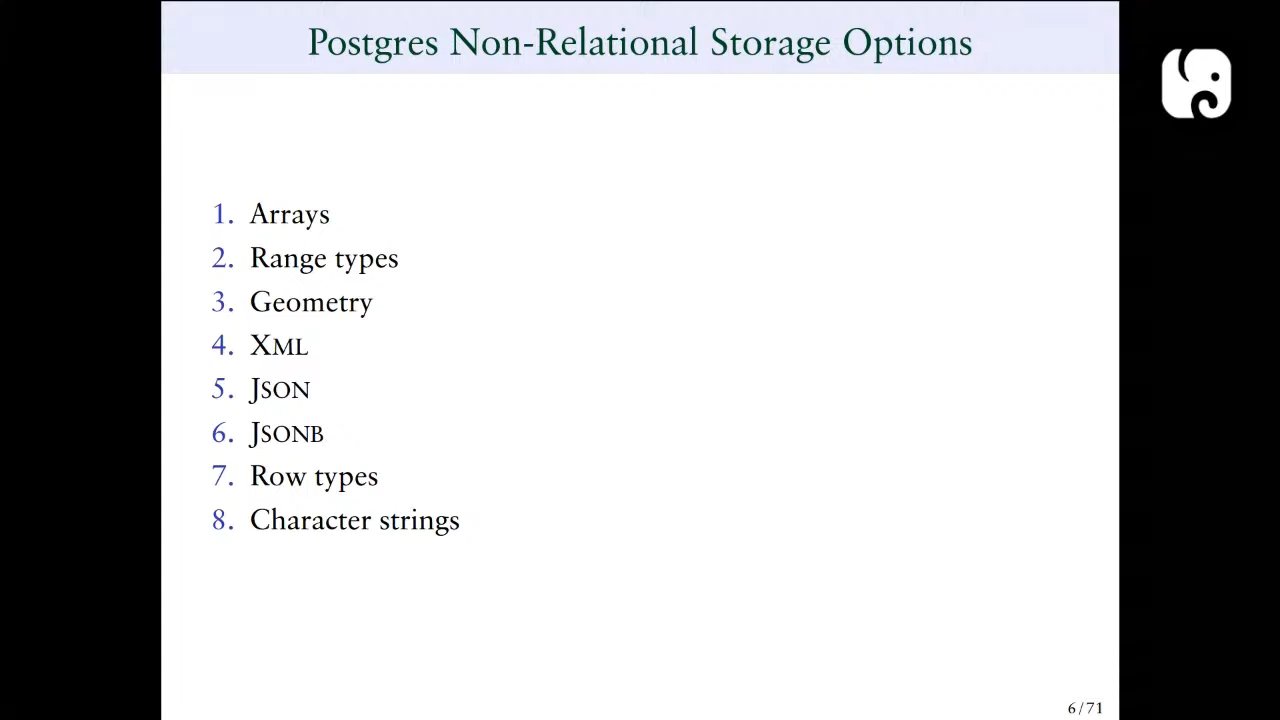 Postgres Non-Relational Storage Options
1. Arrays
2. Range types
3. Geometry
4. XML
5. JSON
6. JSONB
7. Row types
8. Character strings
6/71